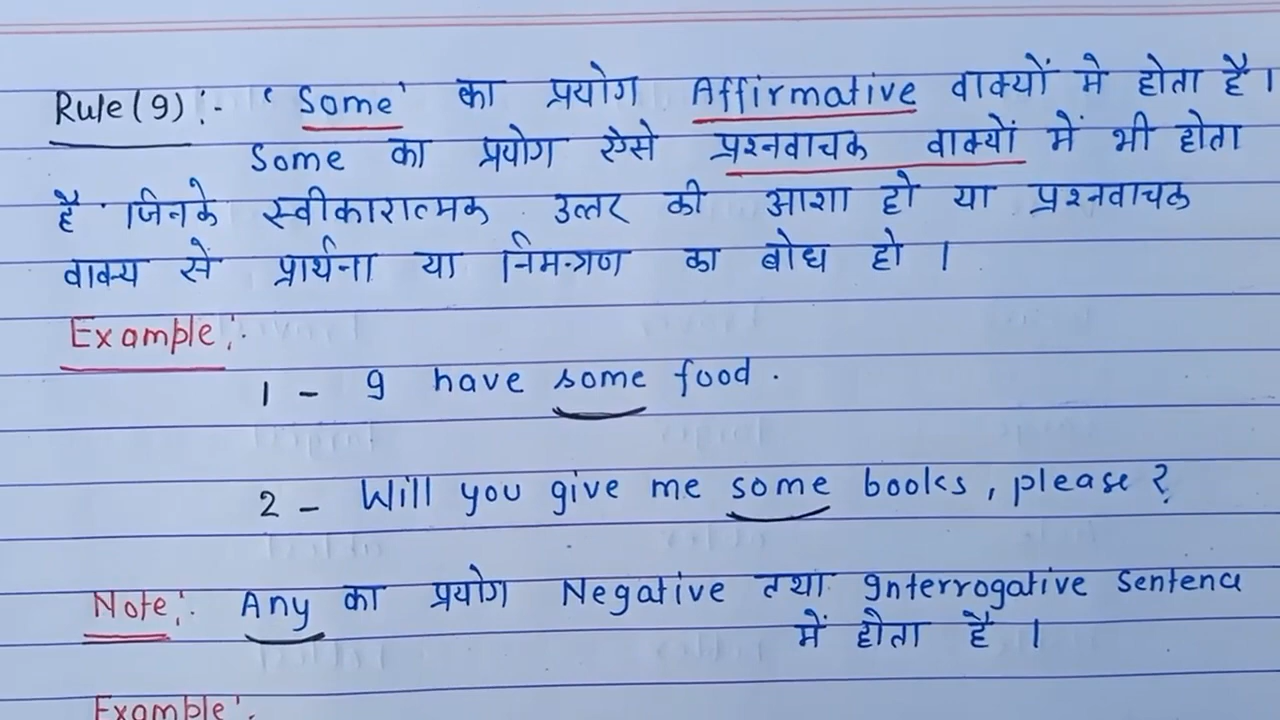 Rule(9):- 'Some' का प्रयोग Affirmative वाक्यों मे होता है।
Some का प्रयोग ऐसे प्रश्नवाचक वाक्यों में भी होता
है जिनके स्वीकारात्मक उत्तर की आशा हो या प्रश्नवाचक
वाक्य सें प्रार्थना या निमन्त्रण का बोध हो ।
Example:-
1 - I have some food.
2 - Will you give me some books, please?
Note:- Any का प्रयोग Negative तथा Interrogative Sentence
में होता है ।
Example:-